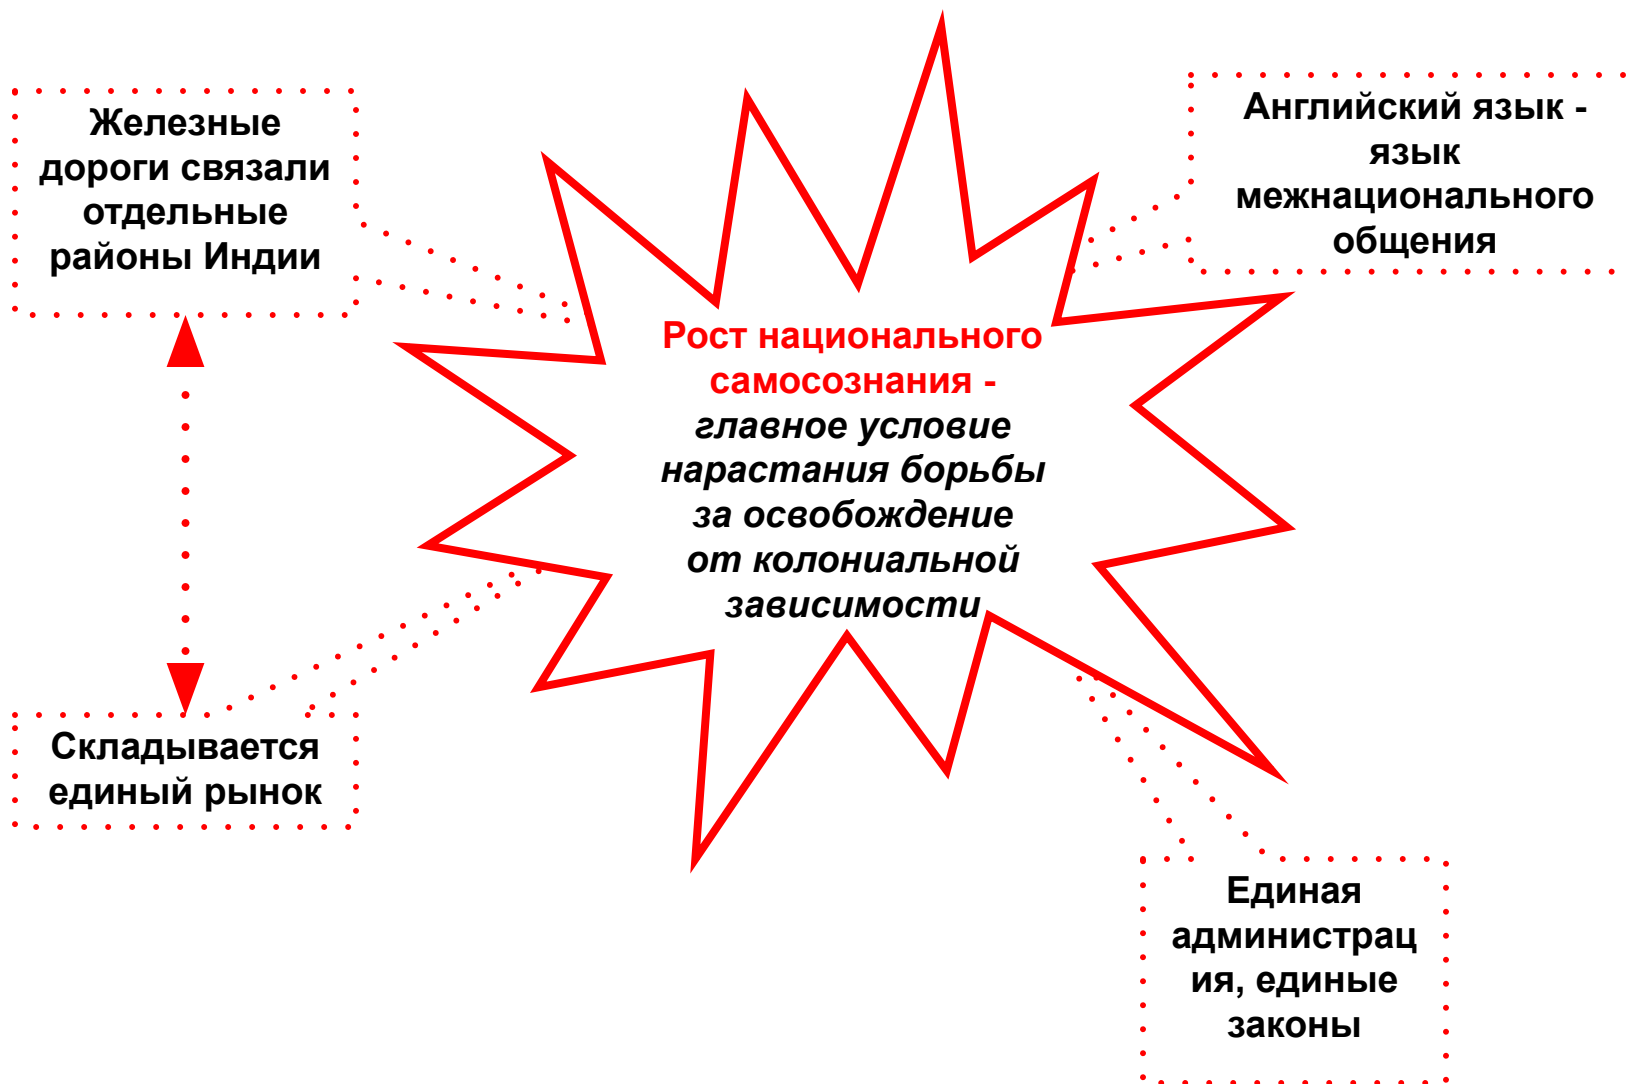 Железные
дороги связали
отдельные
районы Индии
Английский язык -
язык
межнационального
общения
Рост национального
самосознания -
главное условие
нарастания борьбы
за освобождение
от колониальной
зависимости
Складывается
единый рынок
Единая
администрац
ия, единые
законы